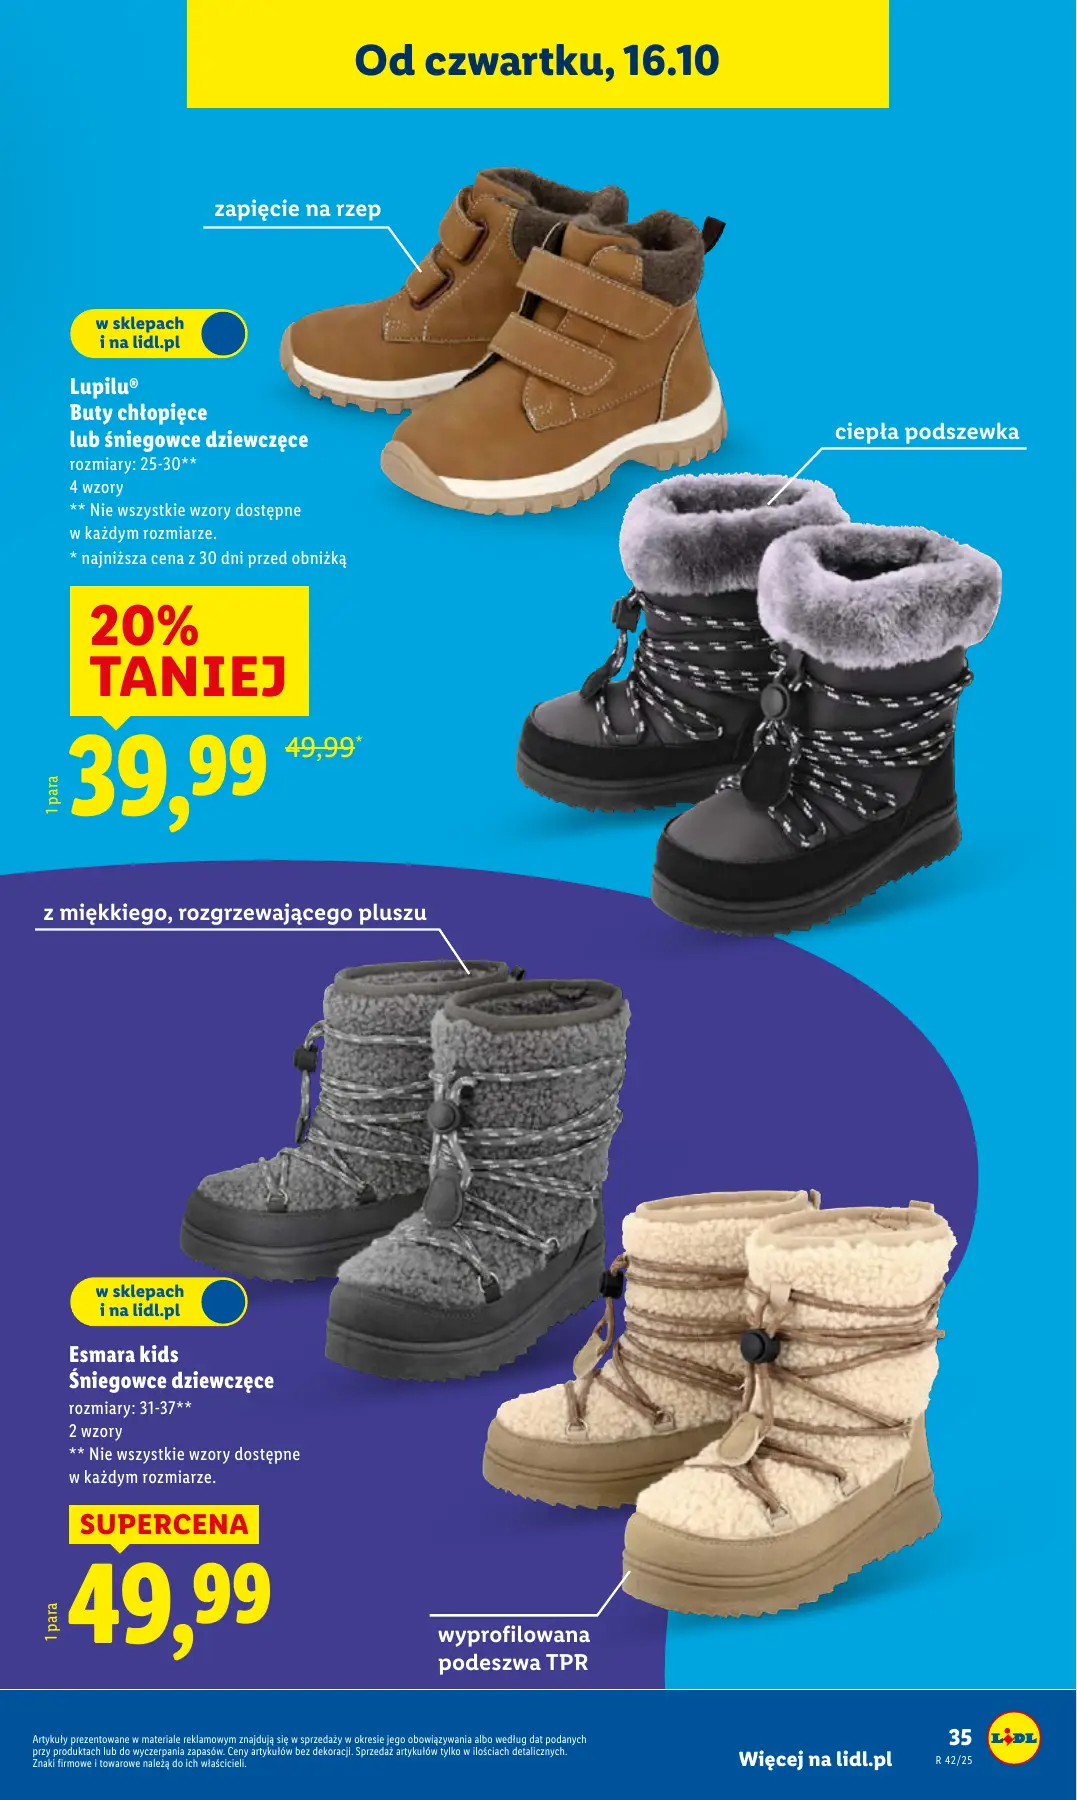 Od czwartku, 16.10
zapięcie na rzep
w sklepach
i na lidl.pl
Lupilu®
Buty chłopięce
lub śniegowce dziewczęce
rozmiary: 25-30**
4 wzory
** Nie wszystkie wzory dostępne
w każdym rozmiarze.
* najniższa cena z 30 dni przed obniżką
ciepła podszewka
20%
TANIEJ
1 para
39,99
49,99*
z miękkiego, rozgrzewającego pluszu
w sklepach
i na lidl.pl
Esmara kids
Śniegowce dziewczęce
rozmiary: 31-37**
2 wzory
** Nie wszystkie wzory dostępne
w każdym rozmiarze.
SUPERCENA
1 para
49,99
wyprofilowana
podeszwa TPR
Artykuły prezentowane w materiale reklamowym znajdują się w sprzedaży w okresie jego obowiązywania albo według dat podanych
przy produktach lub do wyczerpania zapasów. Ceny artykułów bez dekoracji. Sprzedaż artykułów tylko w ilościach detalicznych.
Znaki firmowe i towarowe należą do ich właścicieli.
Więcej na lidl.pl
35
R 42/25
LIDL